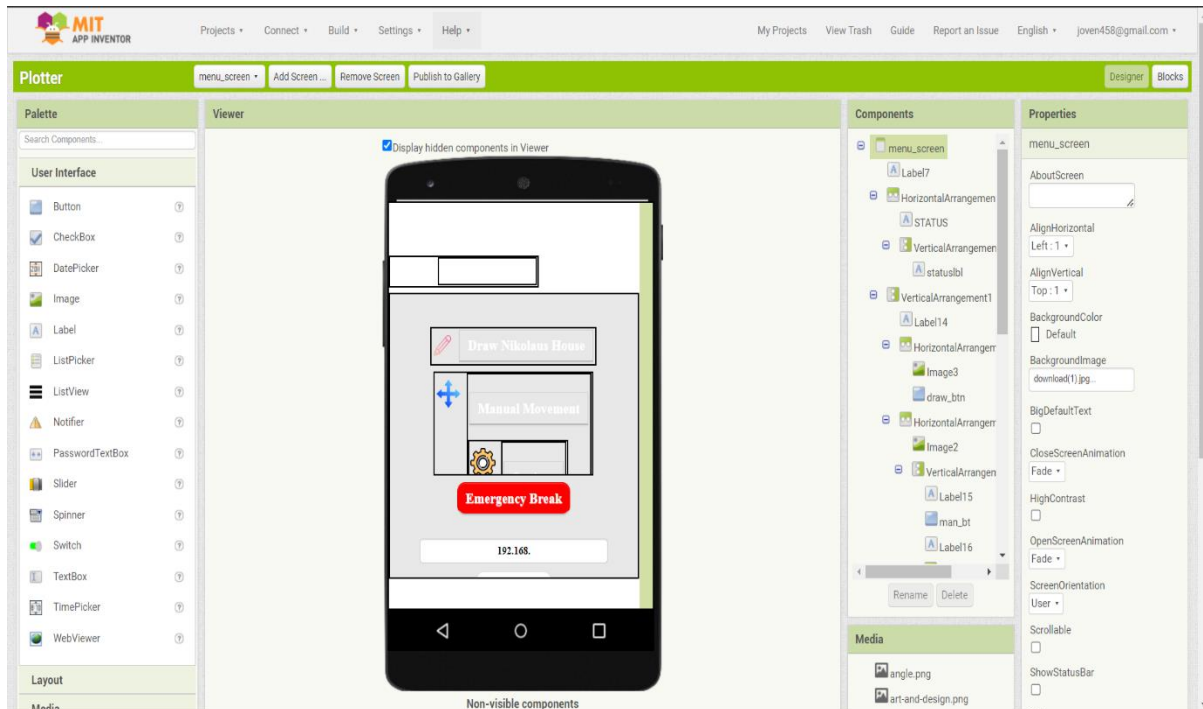 MIT
APP INVENTOR
Projects Connect Build Settings Help My Projects View Trash Guide Report an Issue English joven458@gmail.com
Plotter menu_screen Add Screen ... Remove Screen Publish to Gallery Designer Blocks
Palette
Search Components...
User Interface
Button
CheckBox
DatePicker
Image
Label
ListPicker
ListView
Notifier
PasswordTextBox
Slider
Spinner
Switch
TextBox
TimePicker
WebViewer
Layout
Media
Viewer
Display hidden components in Viewer
Draw Nikolaus House
Manual Movement
Emergency Break
192.168.
Non-visible components
Components
menu_screen
Label7
HorizontalArrangemen
STATUS
VerticalArrangemen
statuslbl
VerticalArrangement1
Label14
HorizontalArrangem
Image3
draw_btn
HorizontalArrangem
Image2
VerticalArrangen
Label15
man_bt
Label16
Rename Delete
Media
angle.png
art-and-design.png
Properties
menu_screen
AboutScreen
AlignHorizontal
Left : 1
AlignVertical
Top : 1
BackgroundColor
Default
BackgroundImage
download(1).jpg...
BigDefaultText
CloseScreenAnimation
Fade
HighContrast
OpenScreenAnimation
Fade
ScreenOrientation
User
Scrollable
ShowStatusBar